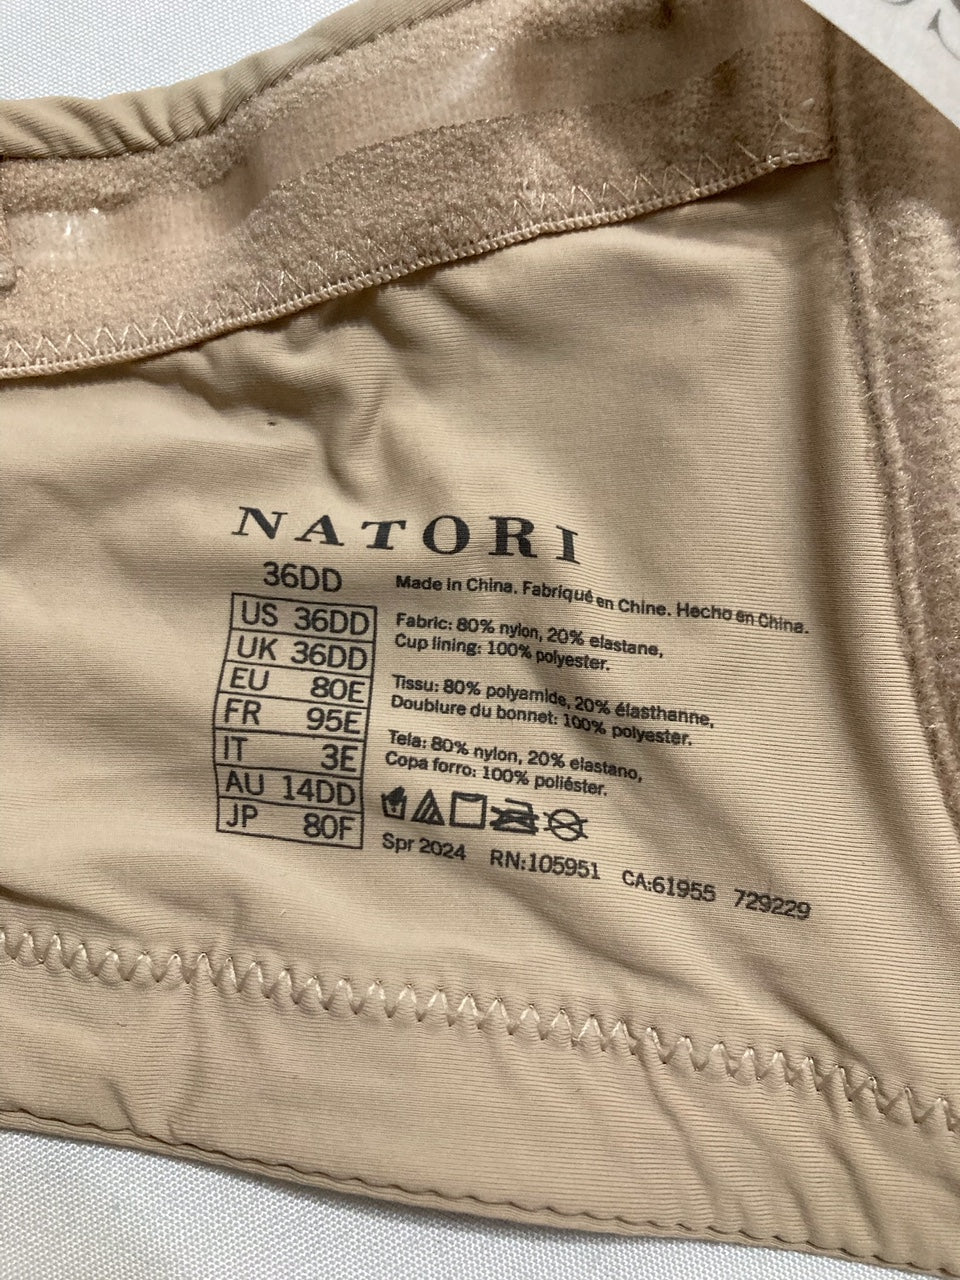 NATORI
36DD
US 36DD
UK 36DD
EU 80E
FR 95E
IT 3E
AU 14DD
JP 80F
Made in China. Fabriqué en Chine. Hecho en China.
Fabric: 80% nylon, 20% elastane,
Cup lining: 100% polyester.
Tissu: 80% polyamide, 20% élasthanne,
Doublure du bonnet: 100% polyester.
Tela: 80% nylon, 20% elastano,
Copa forro: 100% poliéster.
Spr 2024 RN:105951 CA:61955 729229